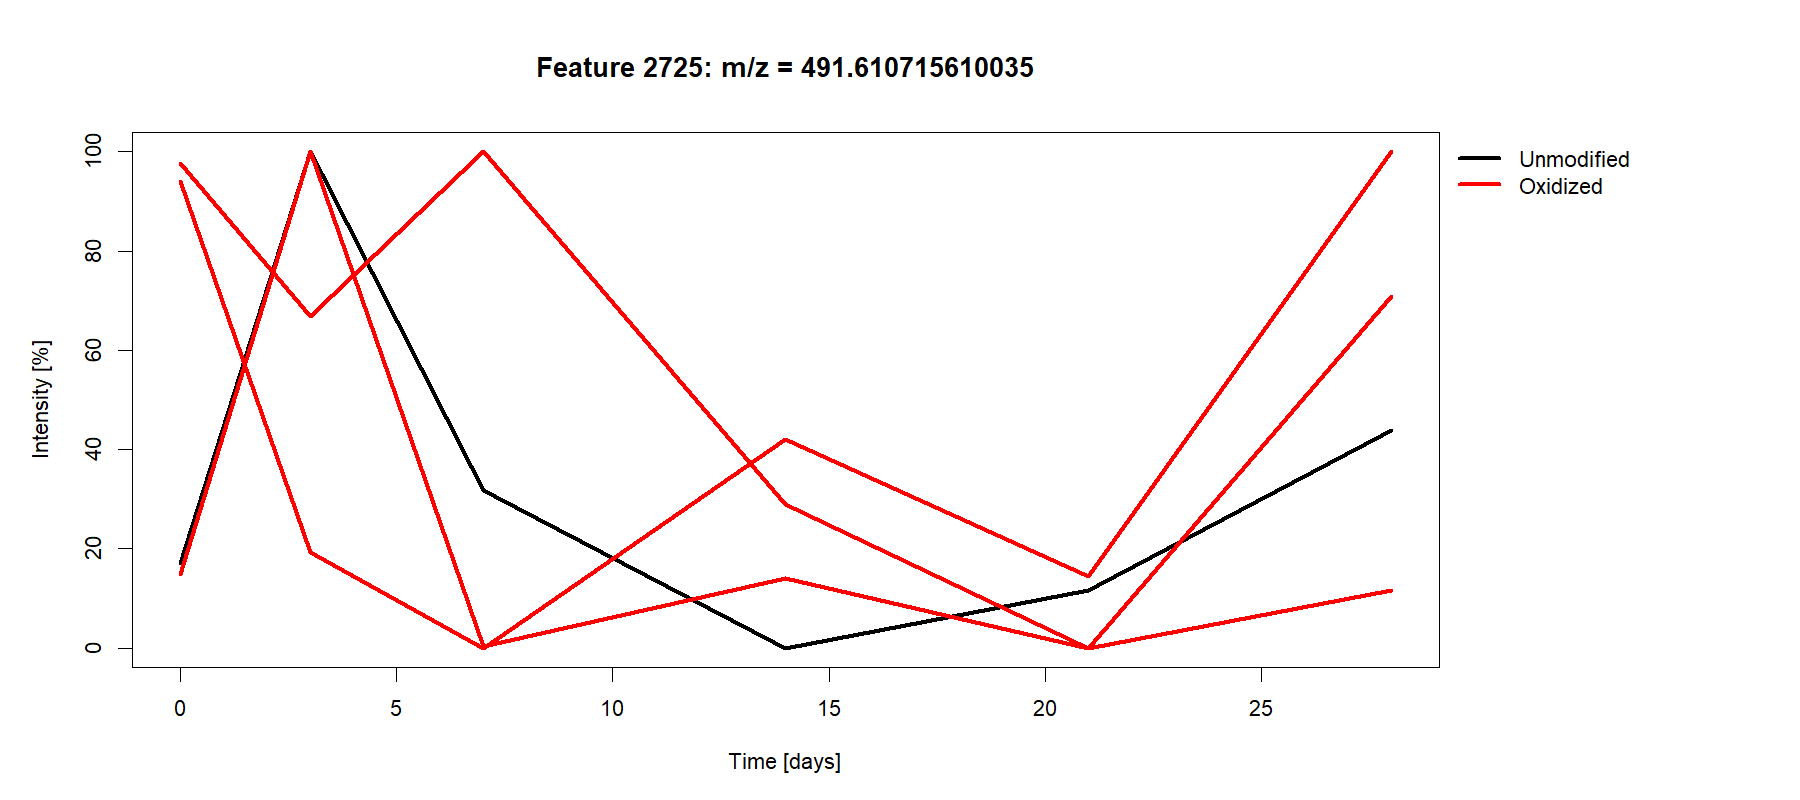 Feature 2725: m/z = 491.610715610035
Unmodified
Oxidized
Intensity [%]
100
80
60
40
20
0
0 5 10 15 20 25
Time [days]